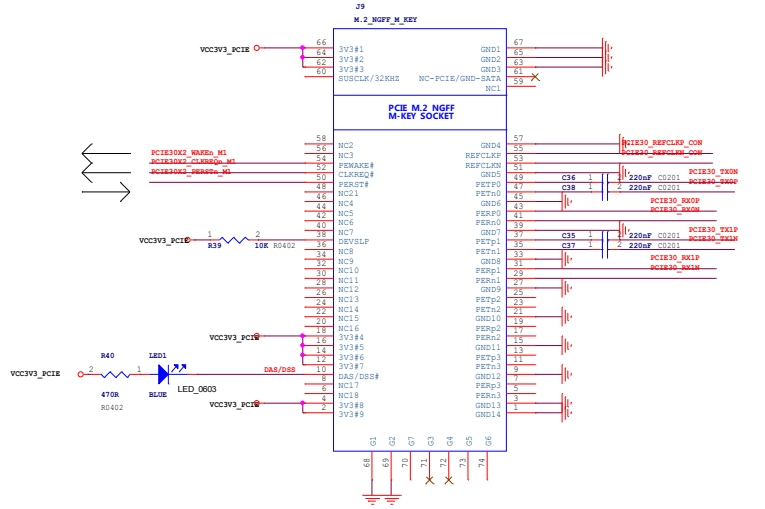 J9
M.2_NGFF_M_KEY
VCC3V3_PCIE
66 3V3#1 GND1 67
64 3V3#2 GND2 65
62 3V3#3 GND3 63
60 SUSCLK/32KHZ NC-PCIE/GND-SATA 61
NC1 59
PCIE M.2 NGFF
M-KEY SOCKET
58 NC2 GND4 57
56 NC3 REFCLKP 55
54 PEWAKE# REFCLKN 53
52 CLKREQ# GND5 51
50 PERST# PETp0 49
48 NC21 PETn0 47
46 NC4 GND6 45
44 NC5 PERp0 43
42 NC6 PERn0 41
40 NC7 GND7 39
38 DEVSLP PETp1 37
36 NC8 PETn1 35
34 NC9 GND8 33
32 NC10 PERp1 31
30 NC11 PERn1 29
28 NC12 GND9 27
26 NC13 PETp2 25
24 NC14 PETn2 23
22 NC15 GND10 21
20 NC16 PERp2 19
18 3V3#4 PERn2 17
16 3V3#5 GND11 15
14 3V3#6 PETp3 13
12 3V3#7 PETn3 11
10 DAS/DSS# GND12 9
8 NC17 PERp3 7
6 NC18 PERn3 5
4 3V3#8 GND13 3
2 3V3#9 GND14 1
PCIE30X2_WAKEn_M1
PCIE30X2_CLKREQn_M1
PCIE30X2_PERSTn_M1
PCIE30_REFCLKP_CON
PCIE30_REFCLKN_CON
PCIE30_TX0N
C36 1 2 220nF C0201
PCIE30_TX0P
C38 1 2 220nF C0201
PCIE30_RX0P
PCIE30_RX0N
PCIE30_TX1P
C35 1 2 220nF C0201
PCIE30_TX1N
C37 1 2 220nF C0201
PCIE30_RX1P
PCIE30_RX1N
VCC3V3_PCIE 1 2
R39 10K R0402
VCC3V3_PCIE
R40 LED1
VCC3V3_PCIE 2 1 DAS/DSS
470R BLUE LED_0603
R0402
VCC3V3_PCIE
G1 G2 G7 G3 G4 G5 G6
68 69 70 71 72 73 74